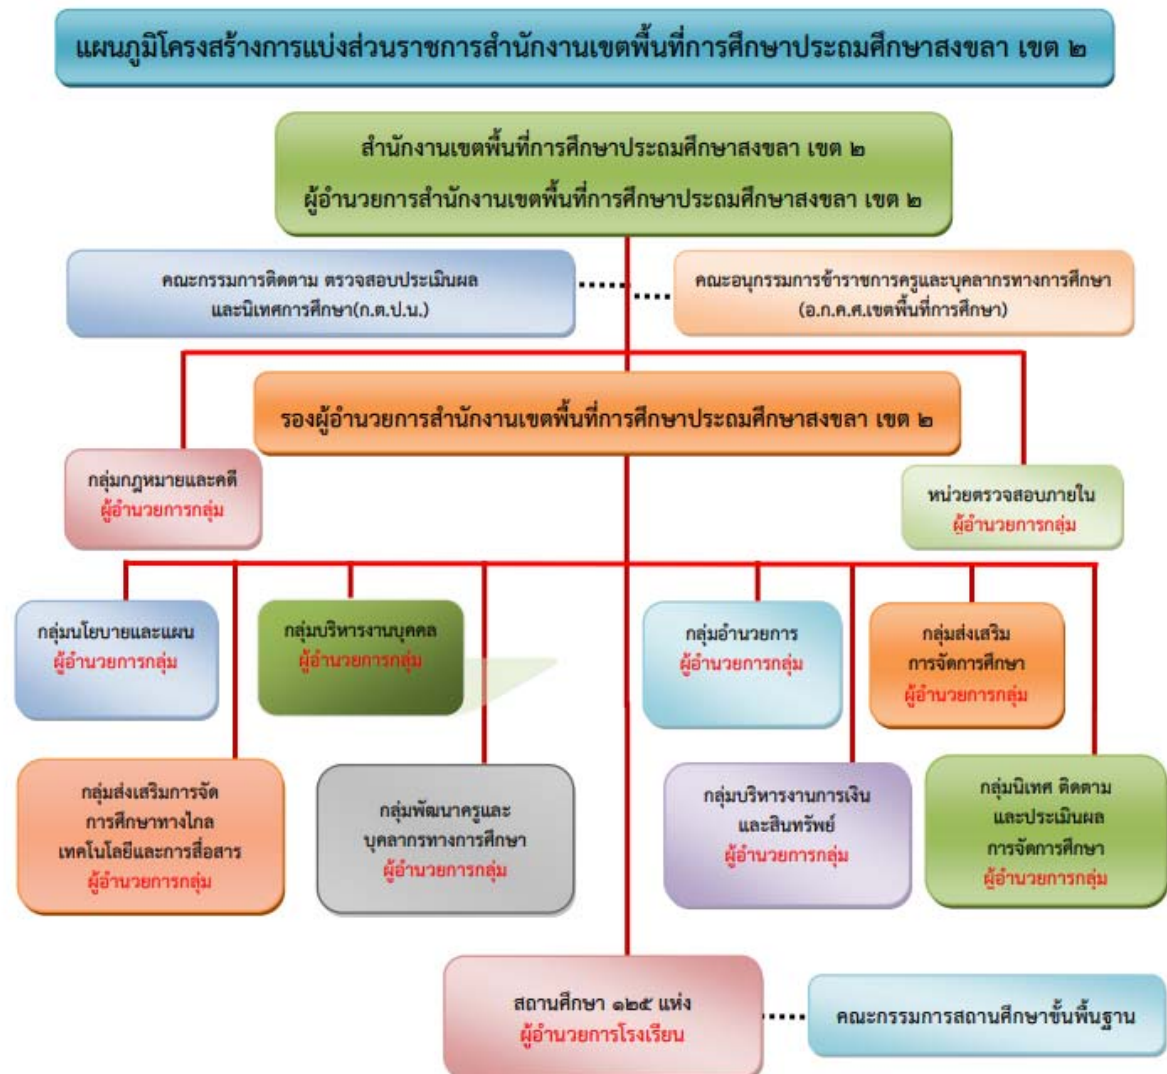 แผนภูมิโครงสร้างการแบ่งส่วนราชการสำนักงานเขตพื้นที่การศึกษาประถมศึกษาสงขลา เขต ๒
สำนักงานเขตพื้นที่การศึกษาประถมศึกษาสงขลา เขต ๒
ผู้อำนวยการสำนักงานเขตพื้นที่การศึกษาประถมศึกษาสงขลา เขต ๒
คณะกรรมการติดตาม ตรวจสอบประเมินผล
และนิเทศการศึกษา(ก.ต.ป.น.)
คณะอนุกรรมการข้าราชการครูและบุคลากรทางการศึกษา
(อ.ก.ค.ศ.เขตพื้นที่การศึกษา)
รองผู้อำนวยการสำนักงานเขตพื้นที่การศึกษาประถมศึกษาสงขลา เขต ๒
กลุ่มกฎหมายและคดี
ผู้อำนวยการกลุ่ม
หน่วยตรวจสอบภายใน
ผู้อำนวยการกลุ่ม
กลุ่มนโยบายและแผน
ผู้อำนวยการกลุ่ม
กลุ่มบริหารงานบุคคล
ผู้อำนวยการกลุ่ม
กลุ่มอำนวยการ
ผู้อำนวยการกลุ่ม
กลุ่มส่งเสริม
การจัดการศึกษา
ผู้อำนวยการกลุ่ม
กลุ่มส่งเสริมการจัด
การศึกษาทางไกล
เทคโนโลยีและการสื่อสาร
ผู้อำนวยการกลุ่ม
กลุ่มพัฒนาครูและ
บุคลากรทางการศึกษา
ผู้อำนวยการกลุ่ม
กลุ่มบริหารงานการเงิน
และสินทรัพย์
ผู้อำนวยการกลุ่ม
กลุ่มนิเทศ ติดตาม
และประเมินผล
การจัดการศึกษา
ผู้อำนวยการกลุ่ม
สถานศึกษา ๑๒๕ แห่ง
ผู้อำนวยการโรงเรียน
คณะกรรมการสถานศึกษาขั้นพื้นฐาน